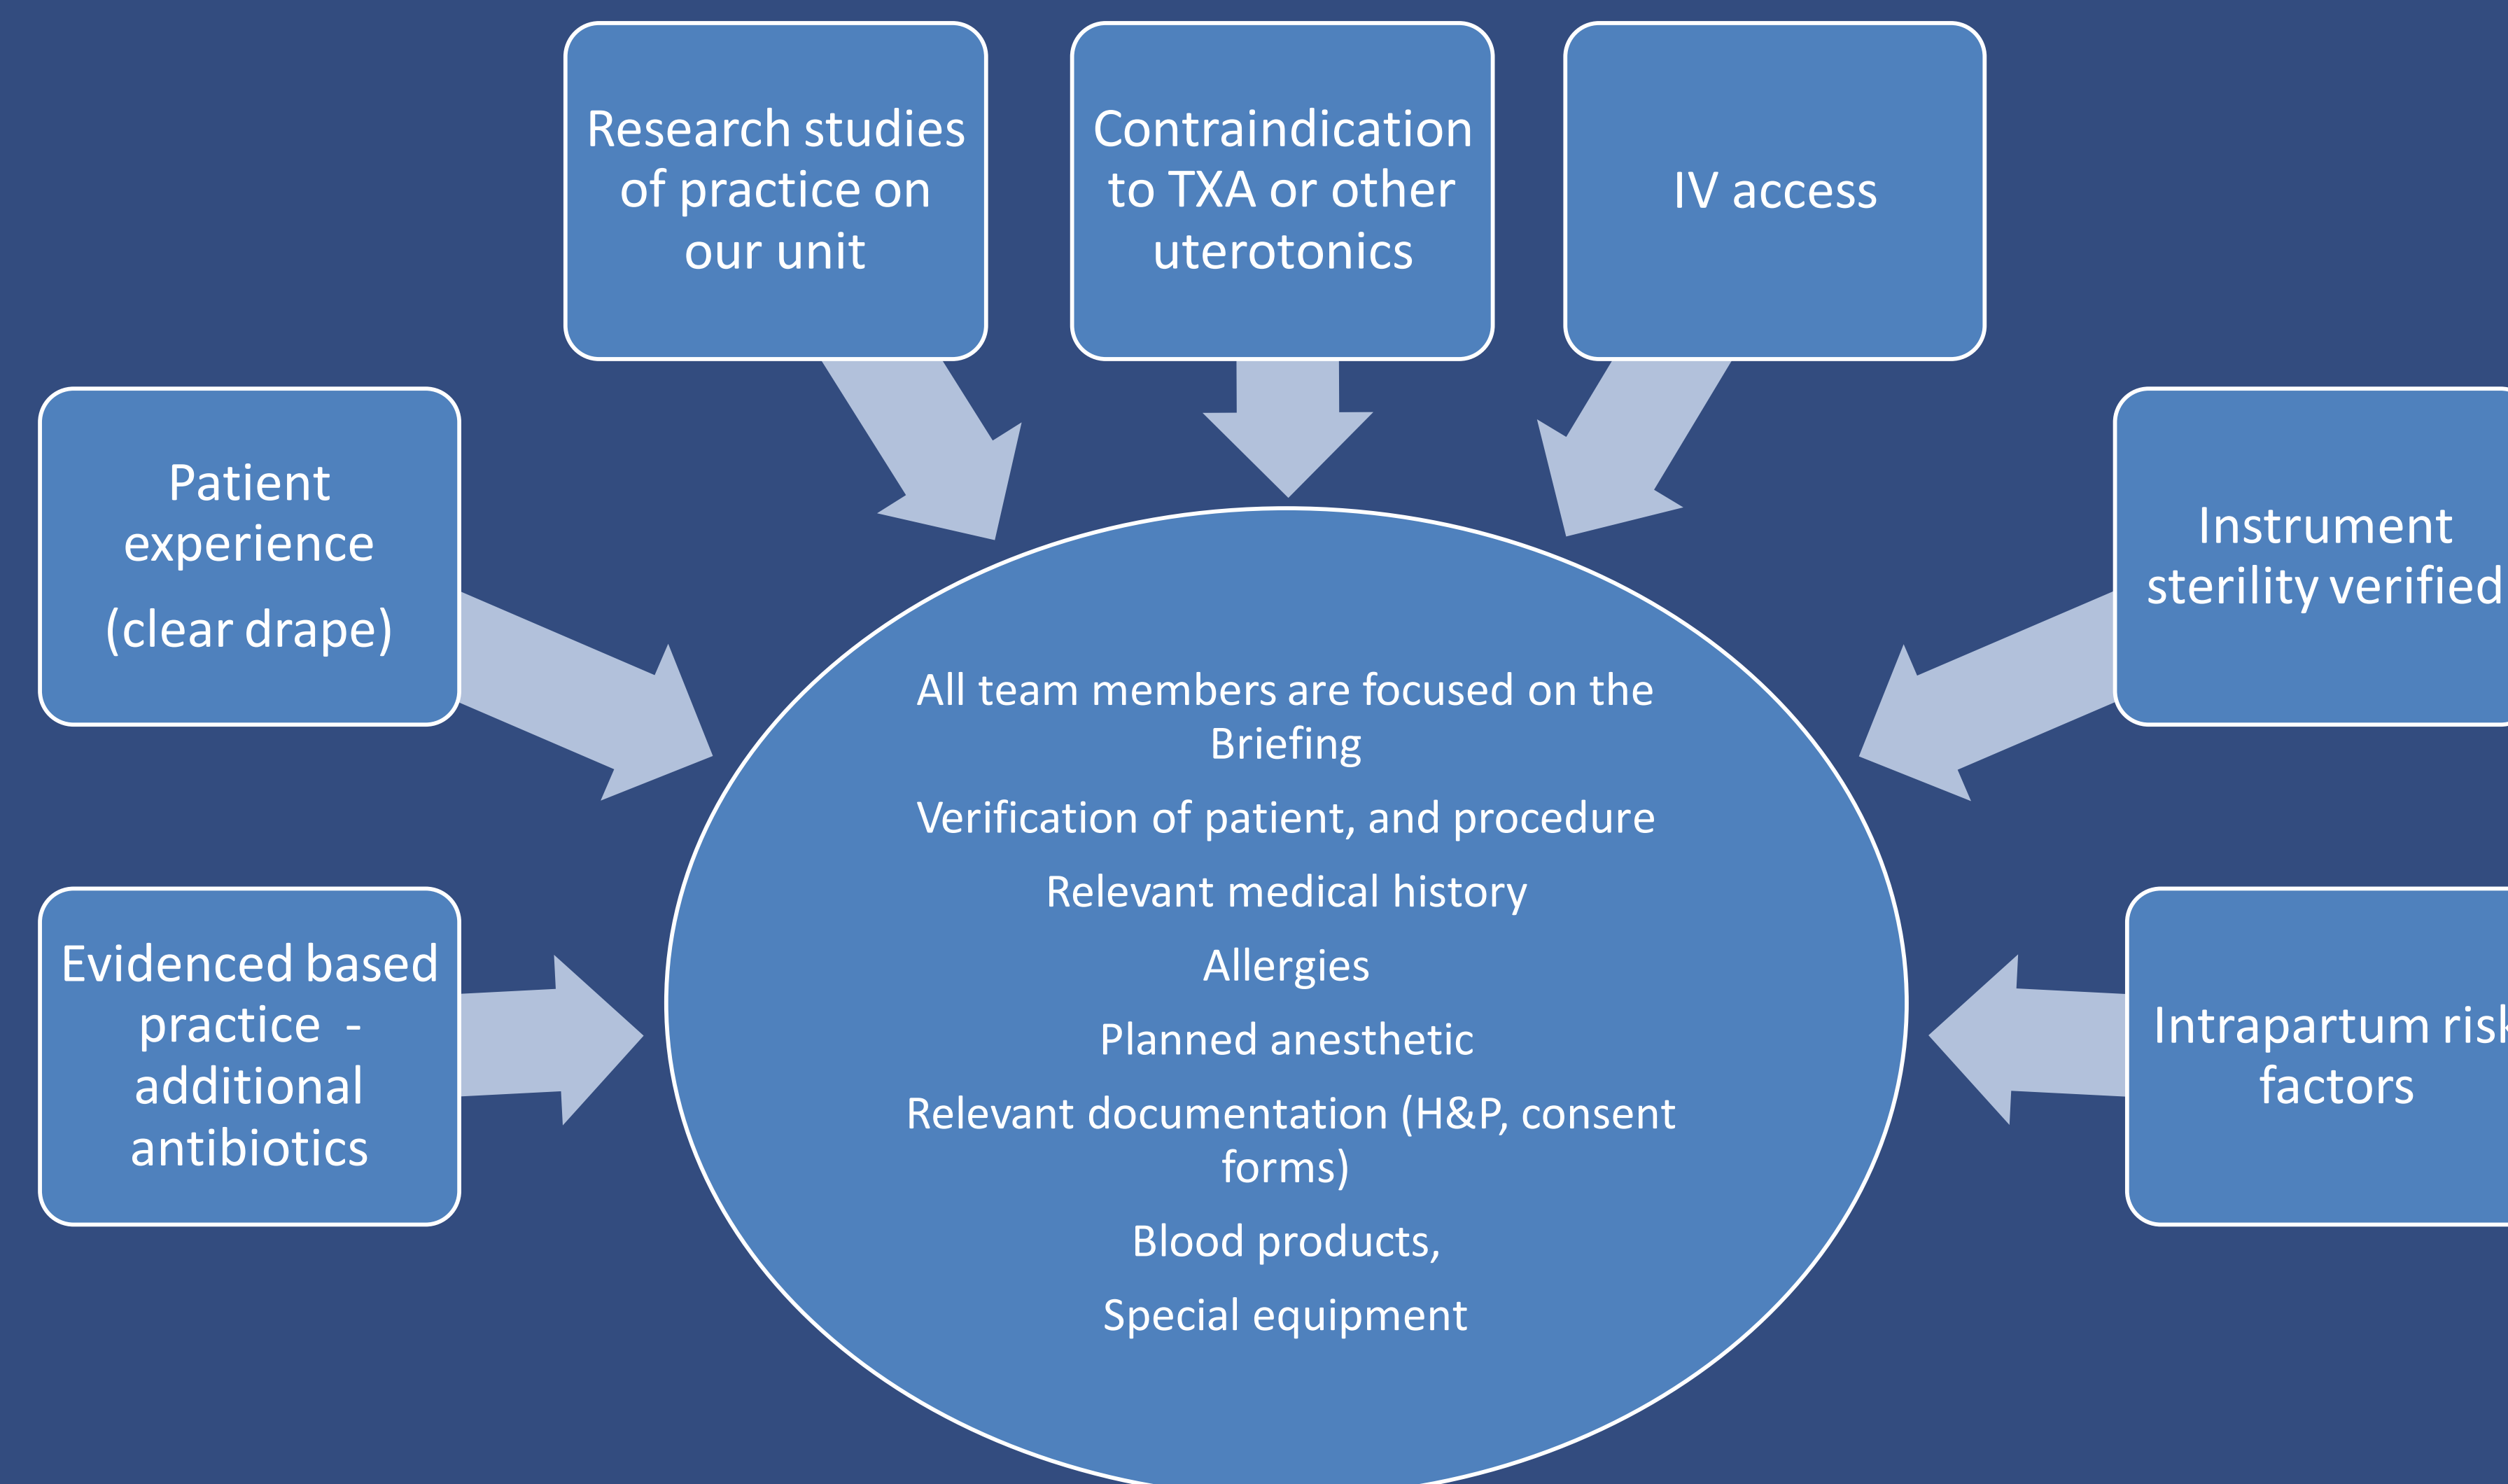 Research studies
of practice on
our unit
Contraindication
to TXA or other
uterotonics
IV access
Patient
experience
(clear drape)
Instrument
sterility verified
Evidenced based
practice  -
additional
antibiotics
All team members are focused on the
Briefing
Verification of patient, and procedure
Relevant medical history
Allergies
Planned anesthetic
Relevant documentation (H&P, consent
forms)
Blood products,
Special equipment
Intrapartum risk
factors